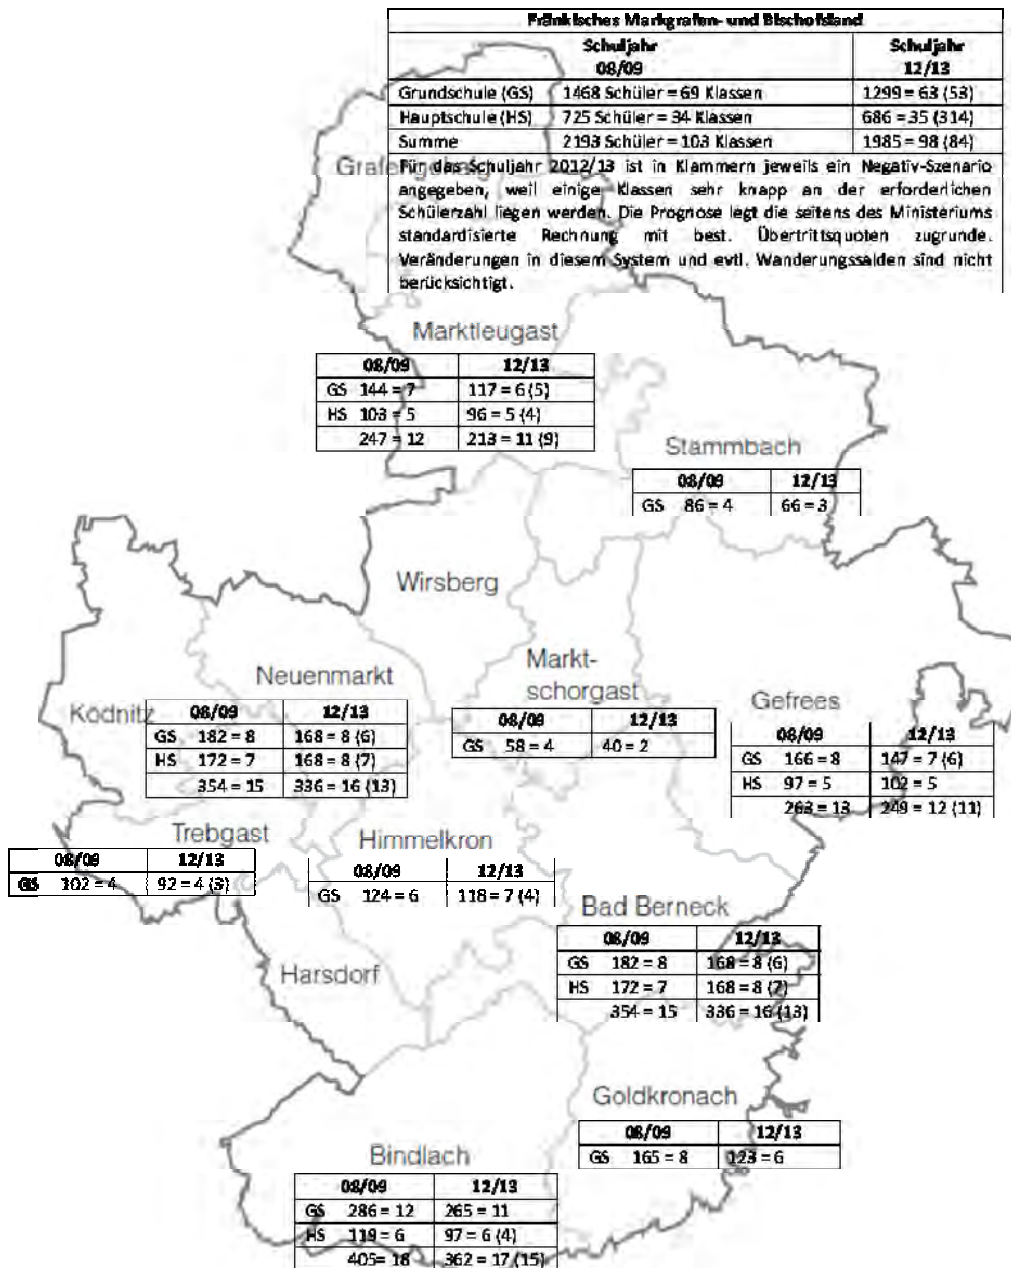 Fränkisches Markgrafen- und Bischofsland
Schuljahr 08/09 Schuljahr 12/13
Grundschule (GS) 1468 Schüler = 69 Klassen 1299 = 63 (53)
Hauptschule (HS) 725 Schüler = 34 Klassen 686 = 35 (314)
Summe 2193 Schüler = 103 Klassen 1985 = 98 (84)
Für das Schuljahr 2012/13 ist in Klammern jeweils ein Negativ-Szenario
angegeben, weil einige Klassen sehr knapp an der erforderlichen
Schülerzahl liegen werden. Die Prognose legt die seitens des Ministeriums
standardisierte Rechnung mit best. Übertrittsquoten zugrunde.
Veränderungen in diesem System und evtl. Wanderungssalden sind nicht
berücksichtigt.
Marktleugast
08/09 12/13
GS 144 = 7 117 = 6 (5)
HS 103 = 5 96 = 5 (4)
247 = 12 213 = 11 (9)
Stammbach
08/09 12/13
GS 86 = 4 66 = 3
Wirsberg
Neuenmarkt
08/09 12/13
GS 182 = 8 168 = 8 (6)
HS 172 = 7 168 = 8 (7)
354 = 15 336 = 16 (13)
Markt-
schorgast
08/09 12/13
GS 58 = 4 40 = 2
Gefrees
08/09 12/13
GS 166 = 8 147 = 7 (6)
HS 97 = 5 102 = 5
263 = 13 249 = 12 (11)
Ködnitz
Trebgast
08/09 12/13
GS 102 = 4 92 = 4 (3)
Himmelkron
08/09 12/13
GS 124 = 6 118 = 7 (4)
Bad Berneck
08/09 12/13
GS 182 = 8 168 = 8 (6)
HS 172 = 7 168 = 8 (7)
354 = 15 336 = 16 (13)
Harsdorf
Goldkronach
08/09 12/13
GS 165 = 8 123 = 6
Bindlach
08/09 12/13
GS 286 = 12 265 = 11
HS 119 = 6 97 = 6 (4)
405= 18 362 = 17 (15)